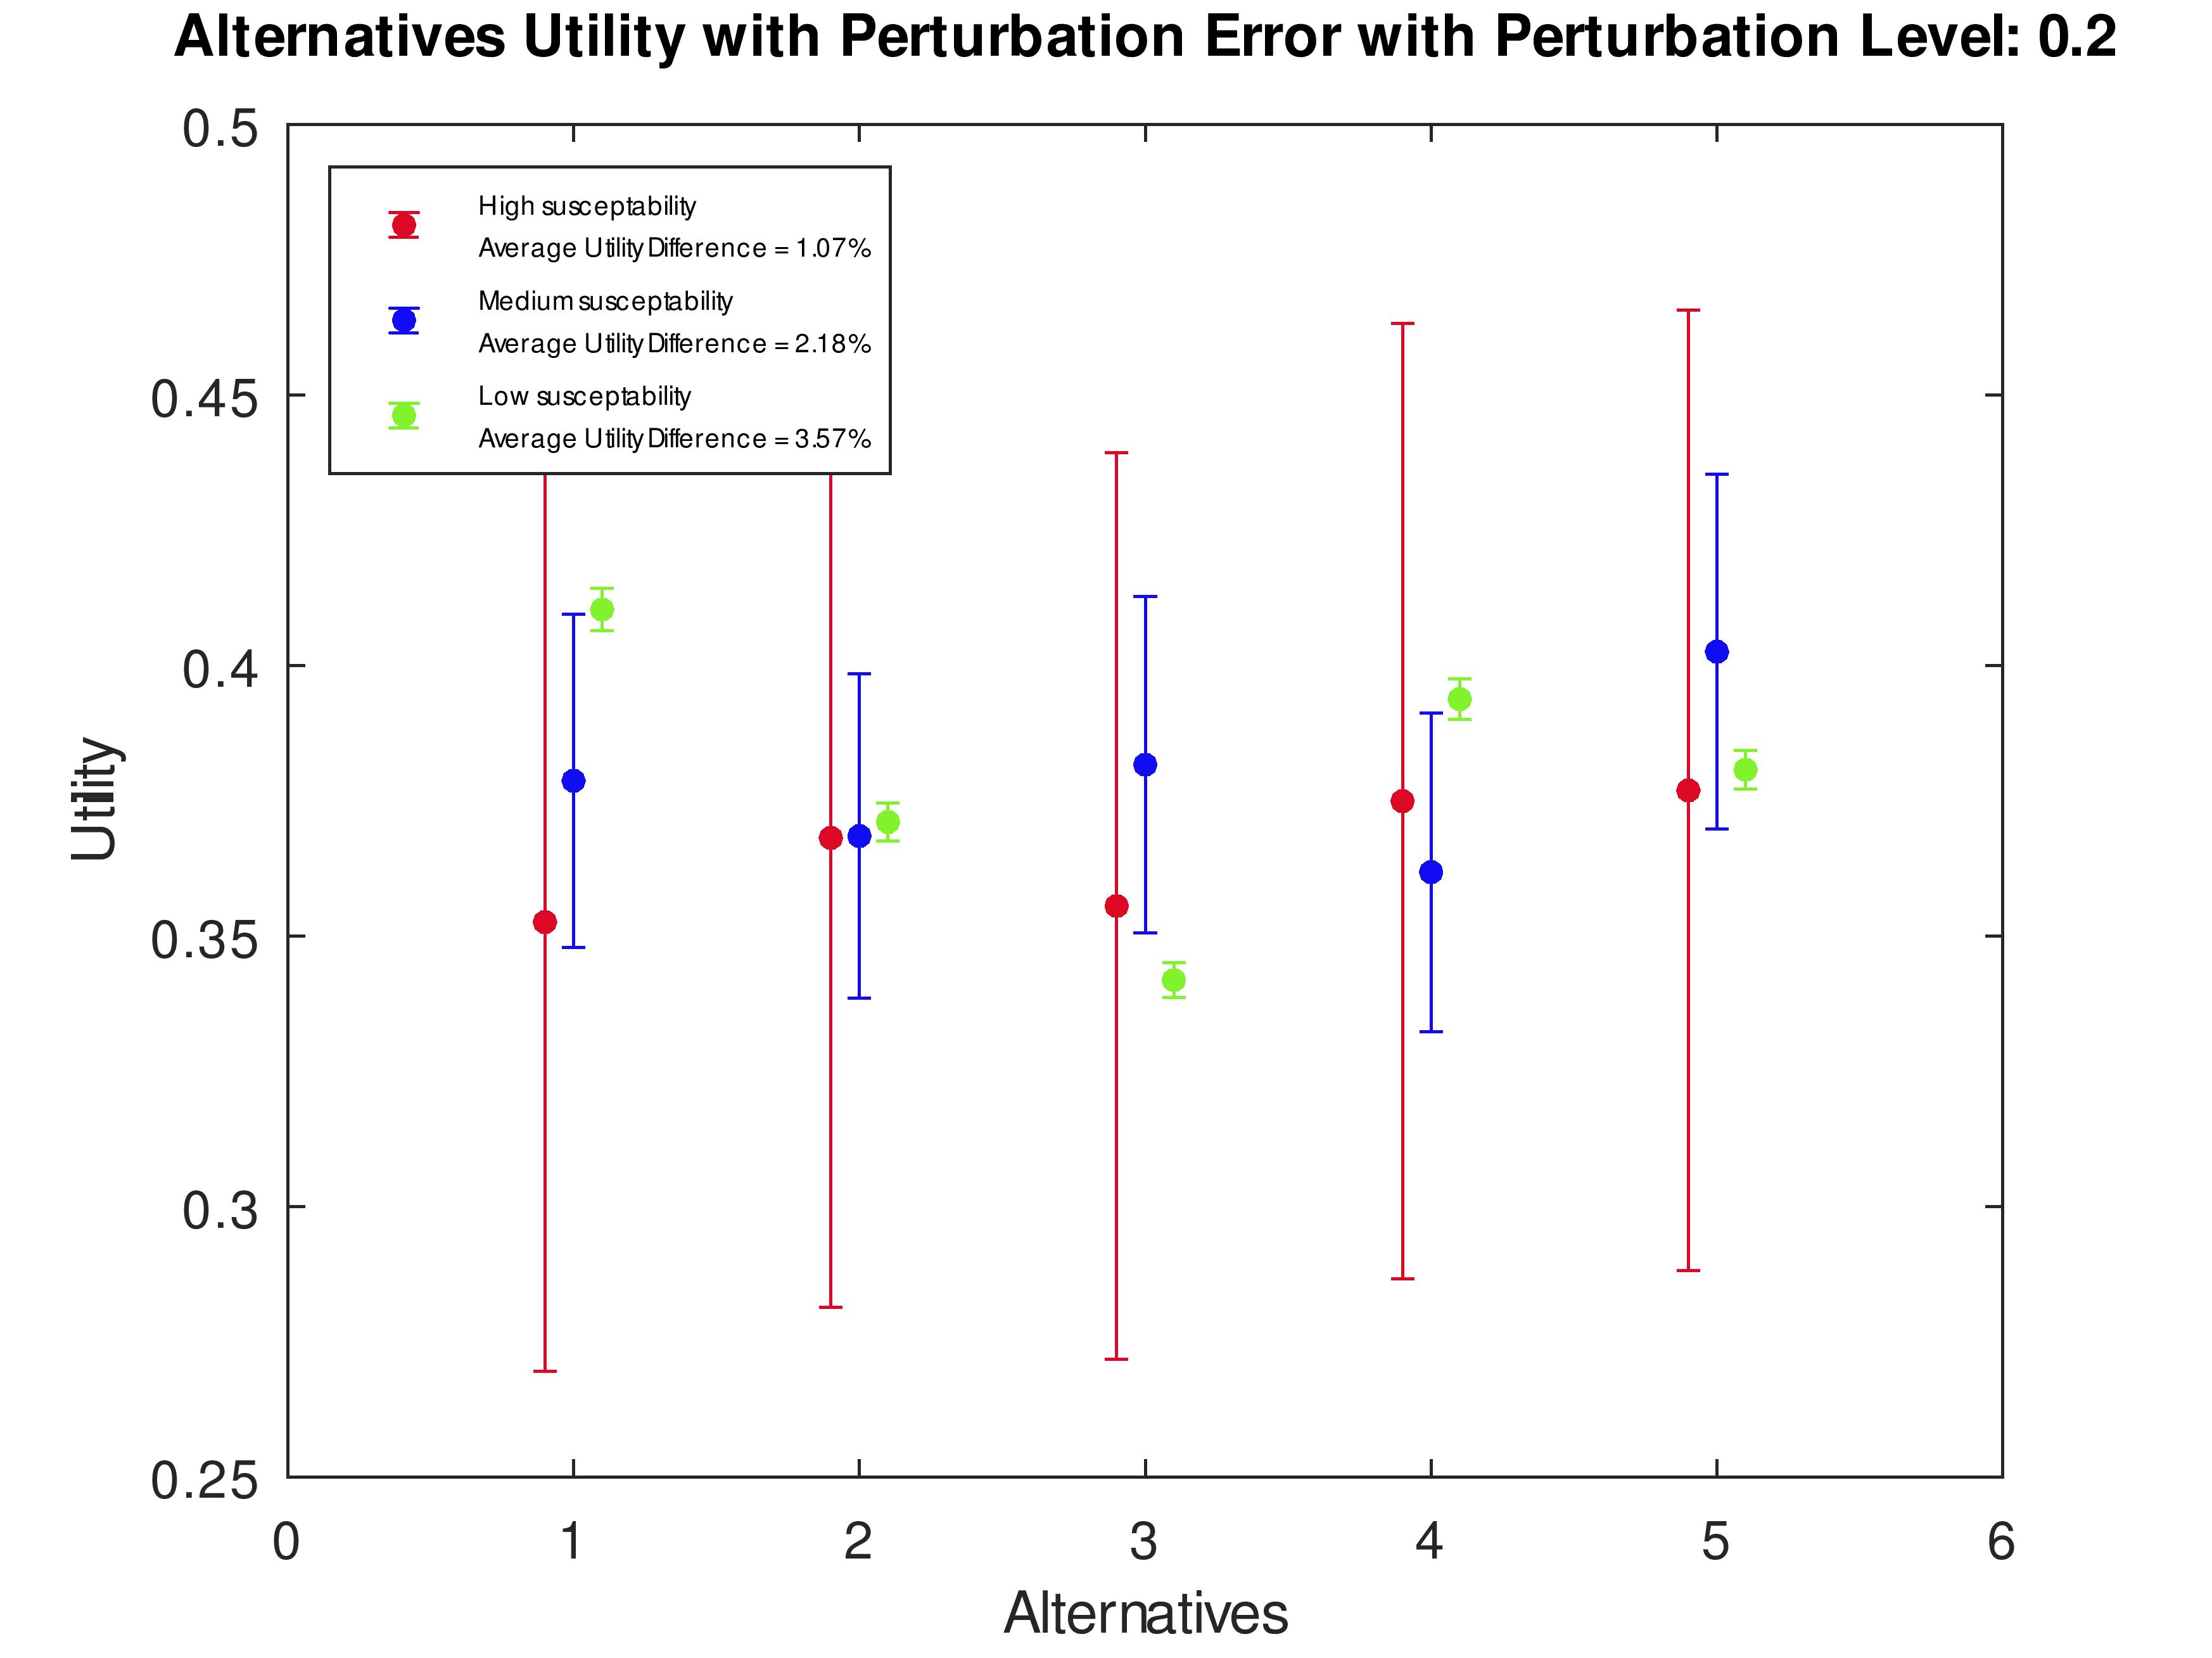 Alternatives Utility with Perturbation Error with Perturbation Level: 0.2
0.5
0.45
0.4
0.35
0.3
0.25
Utility
High susceptability
Average Utility Difference = 1.07%
Medium susceptability
Average Utility Difference = 2.18%
Low susceptability
Average Utility Difference = 3.57%
0 1 2 3 4 5 6
Alternatives